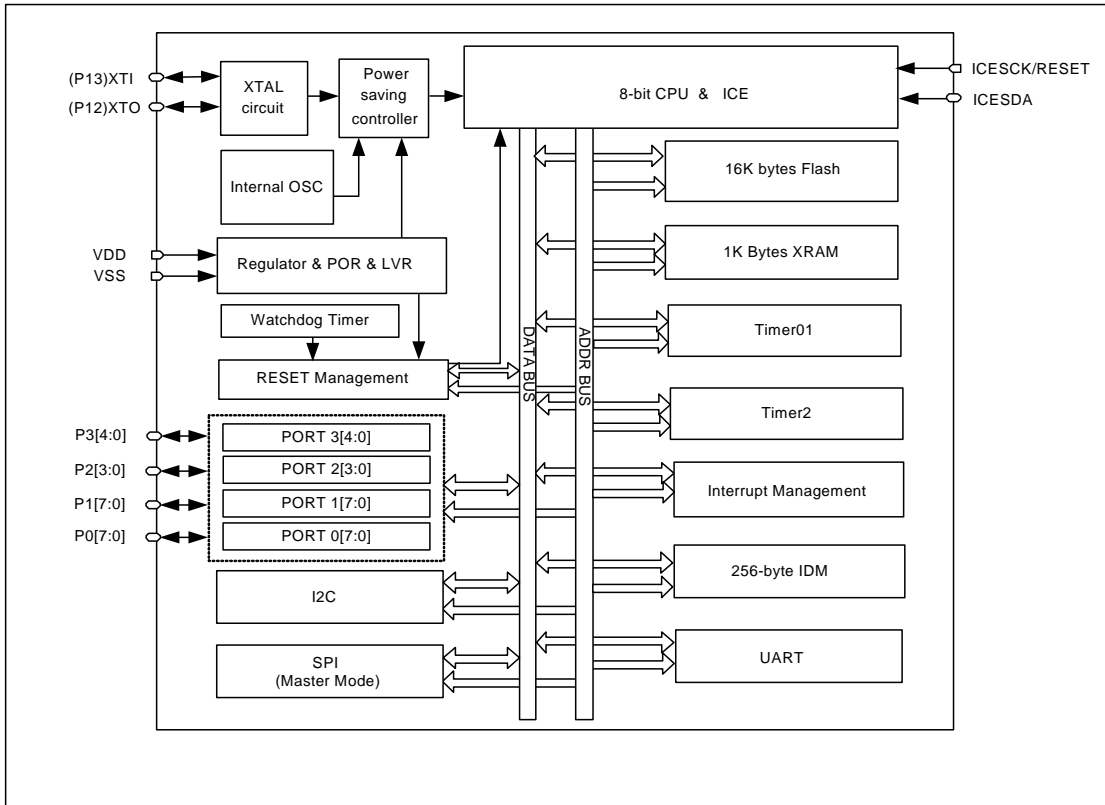 (P13)XTI
(P12)XTO
XTAL
circuit
Power
saving
controller
8-bit CPU & ICE
ICESCK/RESET
ICESDA
Internal OSC
16K bytes Flash
VDD
VSS
Regulator & POR & LVR
1K Bytes XRAM
Watchdog Timer
Timer01
DATA BUS
ADDR BUS
RESET Management
Timer2
P3[4:0]
PORT 3[4:0]
P2[3:0]
PORT 2[3:0]
P1[7:0]
PORT 1[7:0]
P0[7:0]
PORT 0[7:0]
Interrupt Management
I2C
256-byte IDM
SPI
(Master Mode)
UART